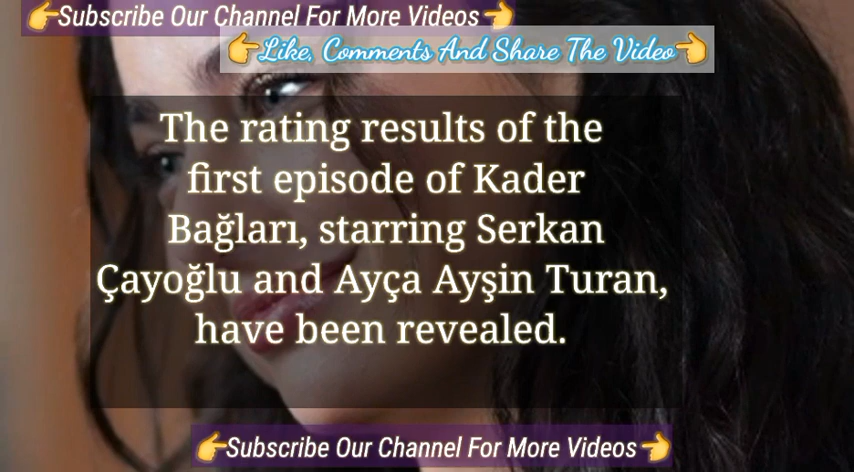 👉Subscribe Our Channel For More Videos👈
👉Like, Comments And Share The Video👈
The rating results of the
first episode of Kader
Bağları, starring Serkan
Çayoğlu and Ayça Ayşin Turan,
have been revealed.
👉Subscribe Our Channel For More Videos👈